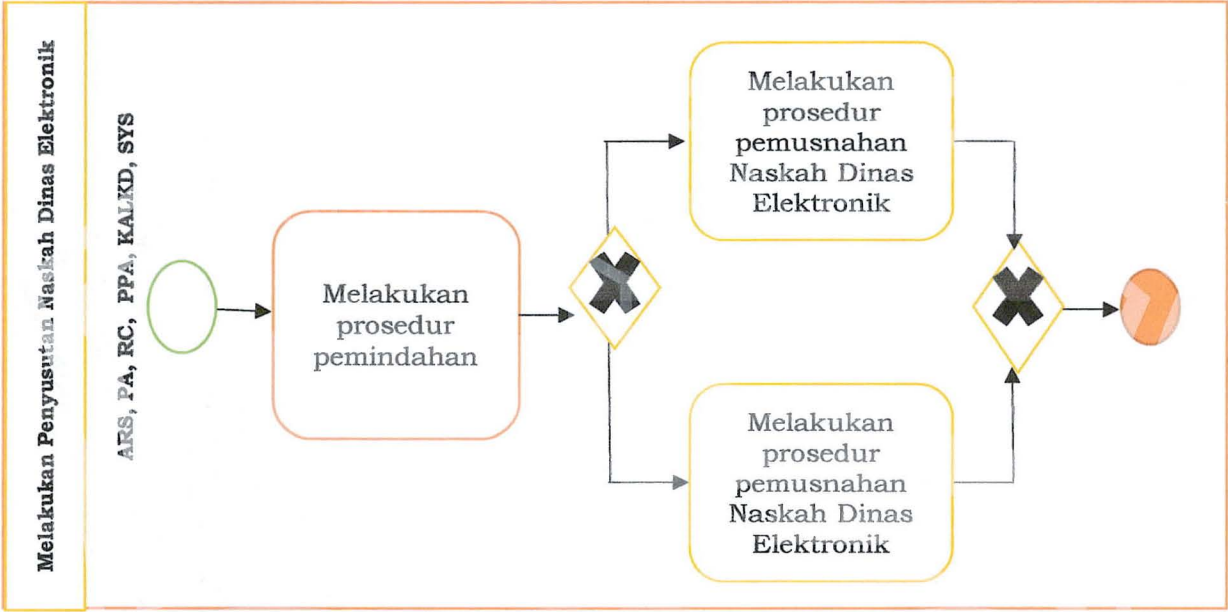 Melakukan Penyusutan Naskah Dinas Elektronik
ARS, PA, RC, PPA, KALKD, SYS
Melakukan
prosedur
pemindahan
Melakukan
prosedur
pemusnahan
Naskah Dinas
Elektronik
Melakukan
prosedur
pemusnahan
Naskah Dinas
Elektronik